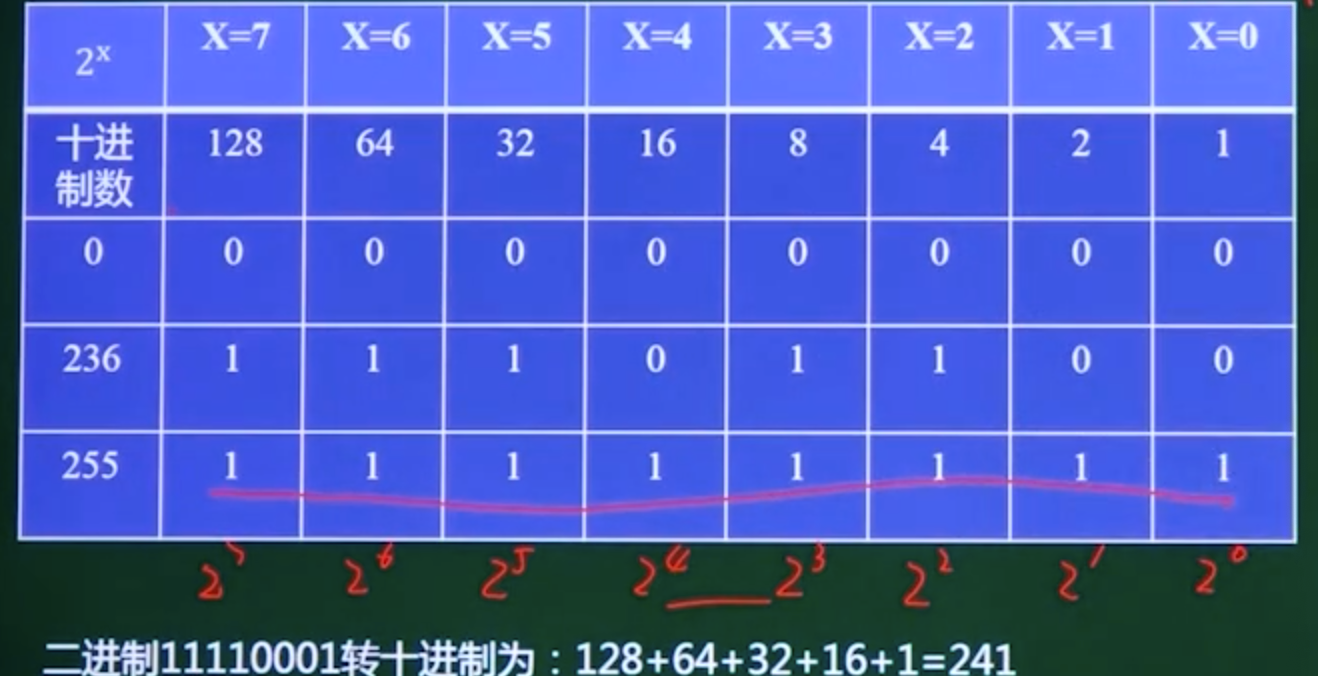 2ˣ X=7 X=6 X=5 X=4 X=3 X=2 X=1 X=0
十进制数 128 64 32 16 8 4 2 1
0 0 0 0 0 0 0 0 0
236 1 1 1 0 1 1 0 0
255 1 1 1 1 1 1 1 1
2⁷ 2⁶ 2⁵ 2⁴ 2³ 2² 2¹ 2⁰
二进制11110001转十进制为：128+64+32+16+1=241